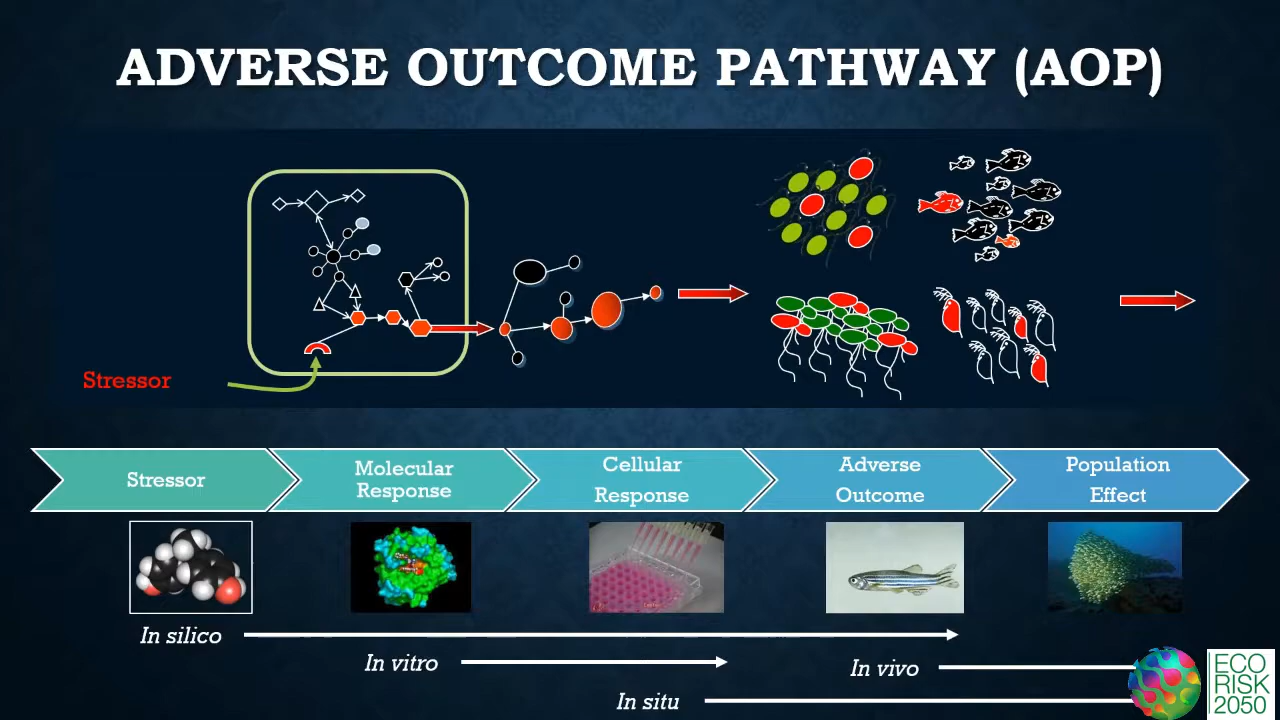 ADVERSE OUTCOME PATHWAY (AOP)
Stressor
Stressor
Molecular
Response
Cellular
Response
Adverse
Outcome
Population
Effect
In silico
In vitro
In vivo
In situ
ECO
RISK
2050